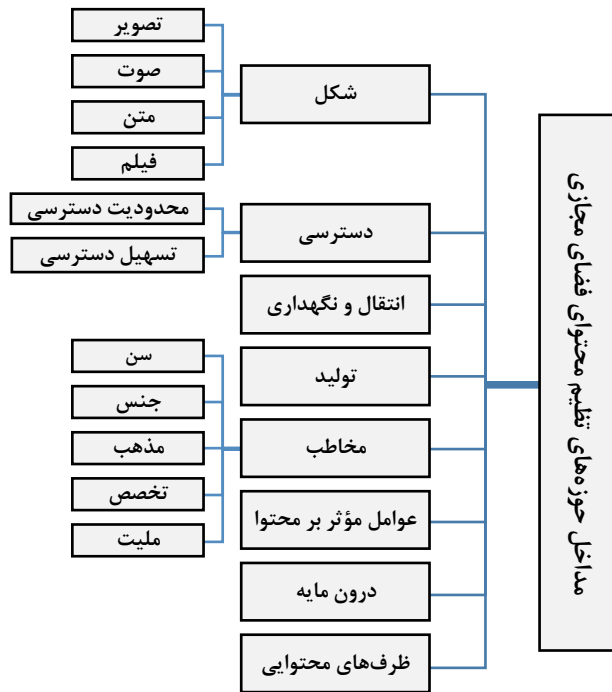 مداخل حوزه‌های تظیم محتوای فضای مجازی
شکل
تصویر
صوت
متن
فیلم
دسترسی
محدودیت دسترسی
تسهیل دسترسی
انتقال و نگهداری
تولید
مخاطب
سن
جنس
مذهب
تخصص
ملیت
عوامل مؤثر بر محتوا
درون مایه
ظرف‌های محتوایی